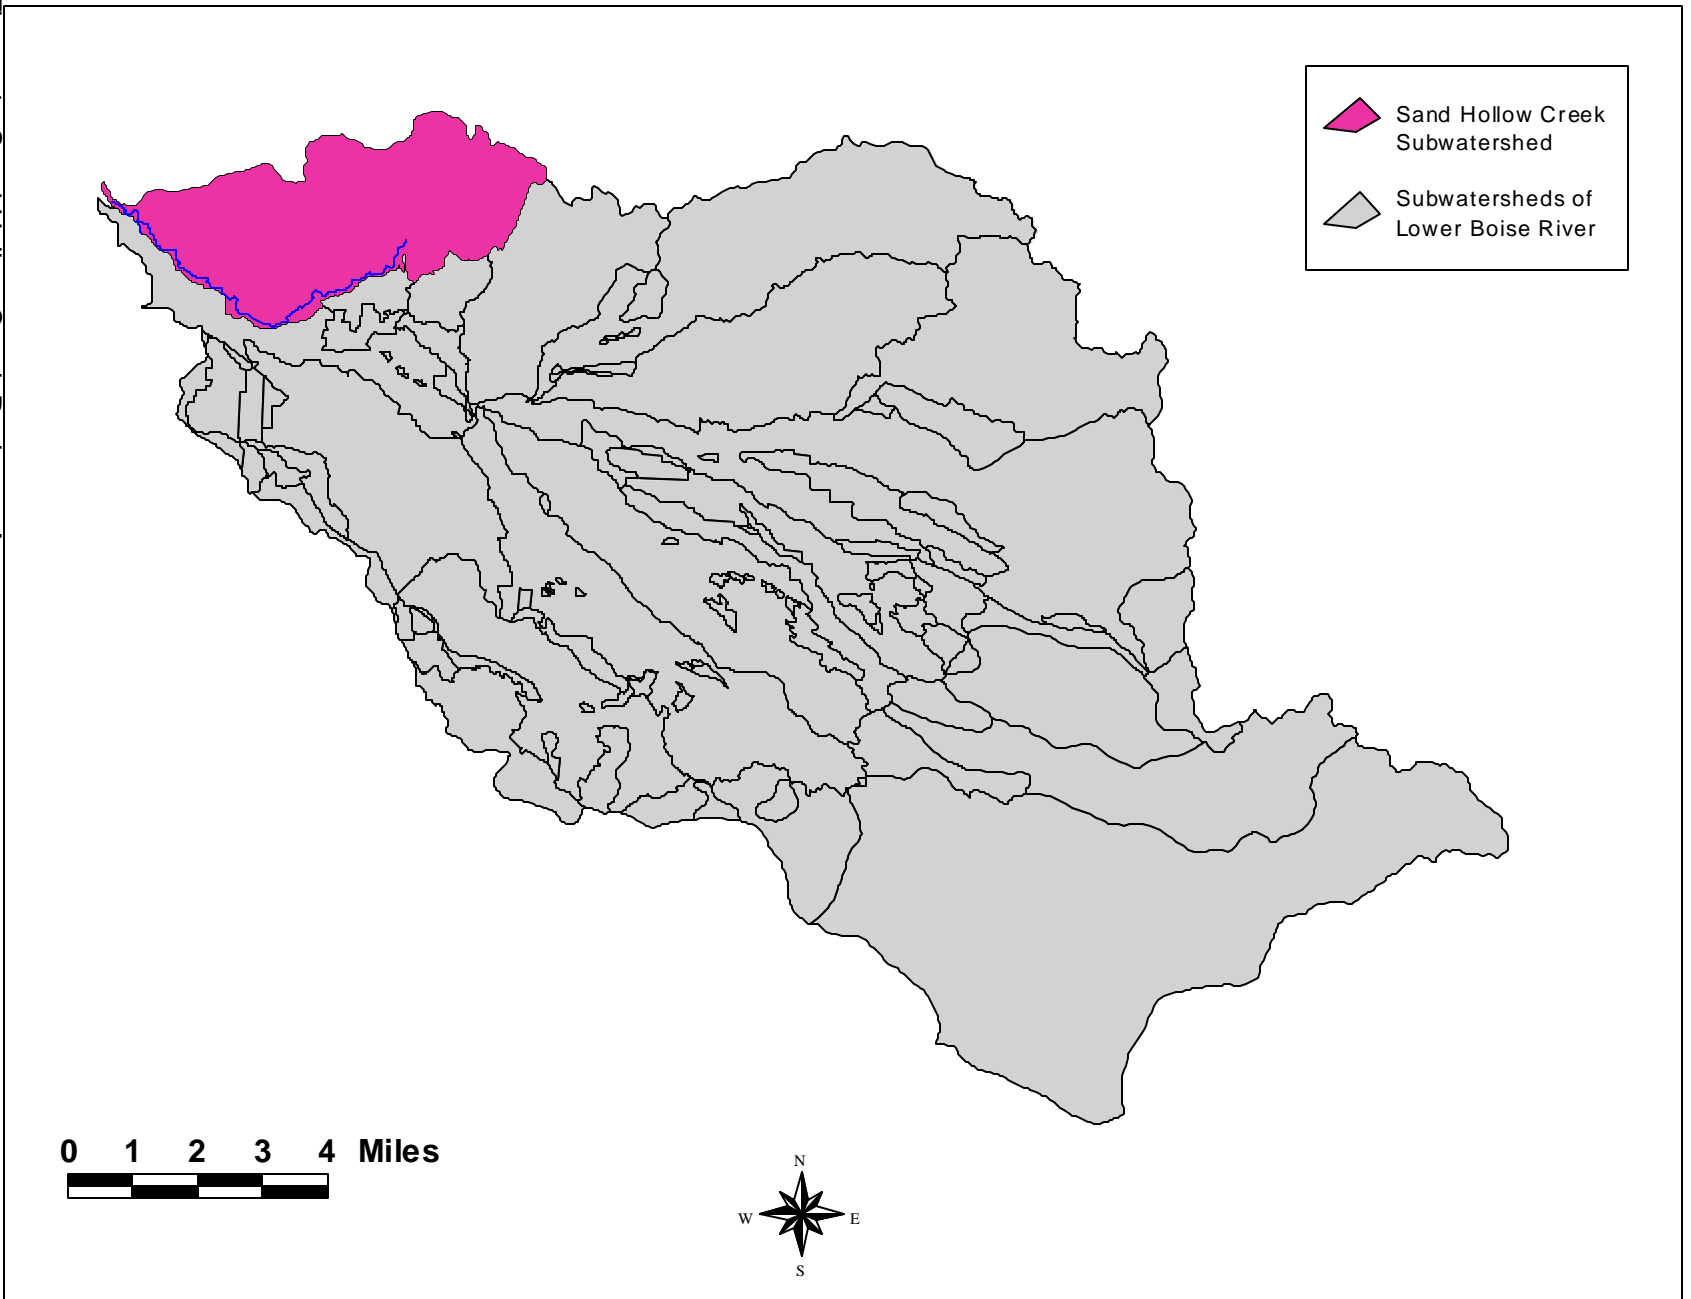 Sand Hollow Creek
Subwatershed
Subwatersheds of
Lower Boise River
0 1 2 3 4 Miles
N
W E
S